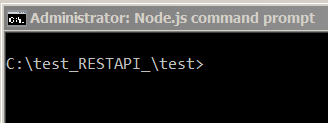 Administrator: Node.js command prompt
C:\test_RESTAPI_\test>